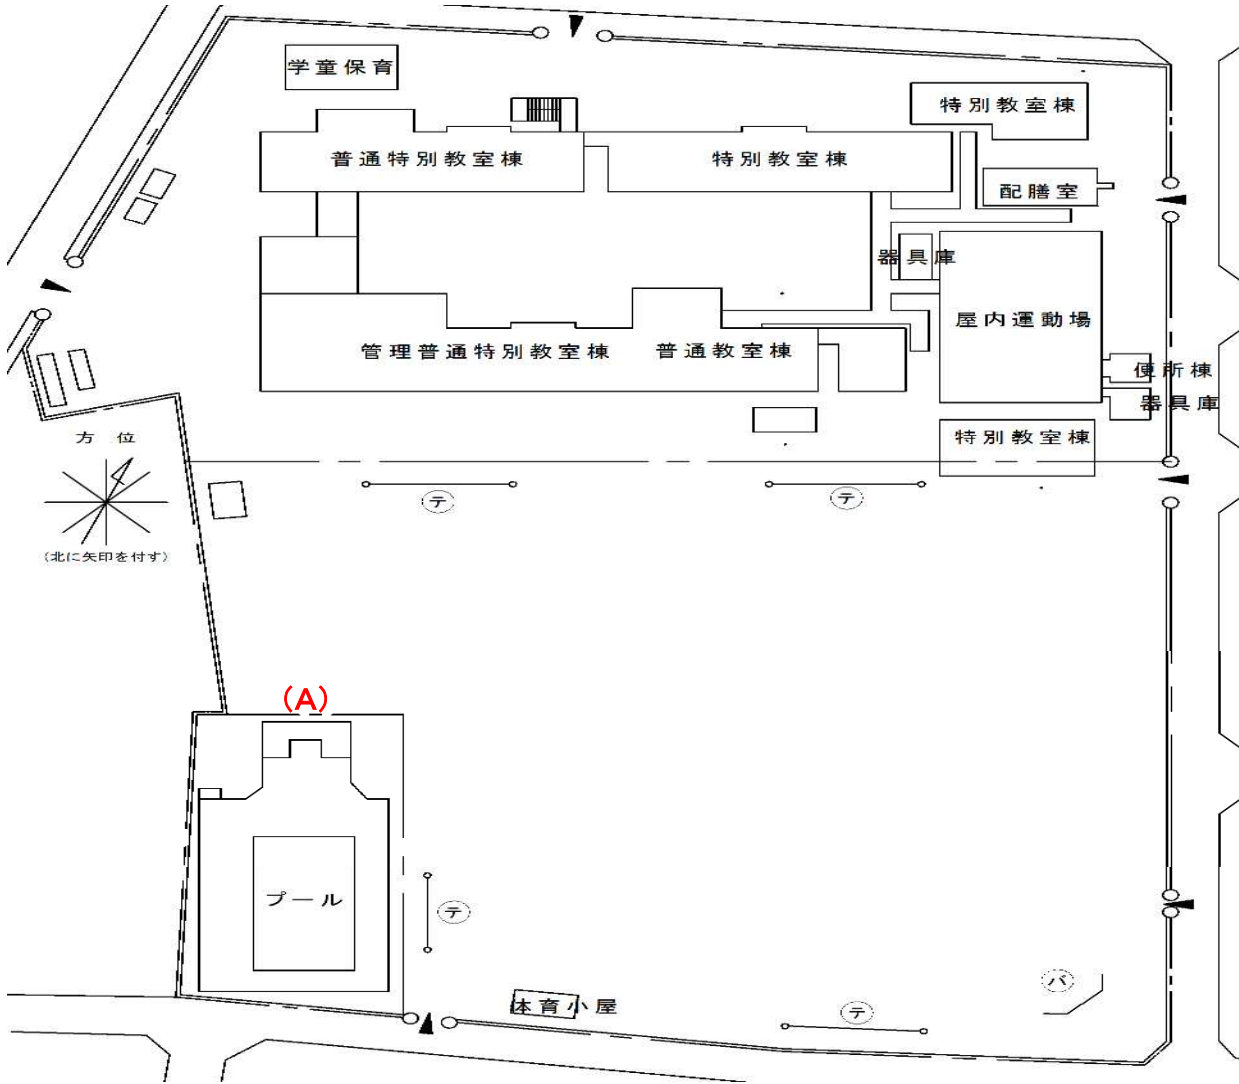 学童保育
特別教室棟
普通特別教室棟
特別教室棟
配膳室
器具庫
屋内運動場
管理普通特別教室棟
普通教室棟
便所棟
器具庫
特別教室棟
方位
(北に矢印を付す)
テ
テ
(A)
プール
テ
体育小屋
テ
バ